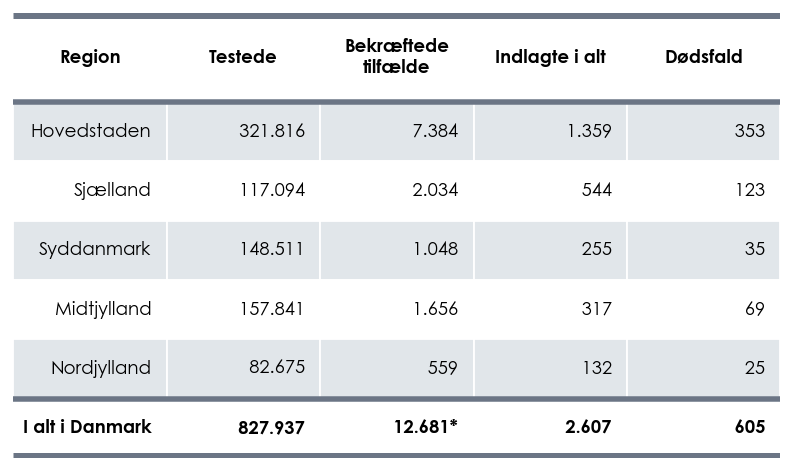 Region Testede Bekræftede tilfælde Indlagte i alt Dødsfald
Hovedstaden 321.816 7.384 1.359 353
Sjælland 117.094 2.034 544 123
Syddanmark 148.511 1.048 255 35
Midtjylland 157.841 1.656 317 69
Nordjylland 82.675 559 132 25
I alt i Danmark 827.937 12.681* 2.607 605